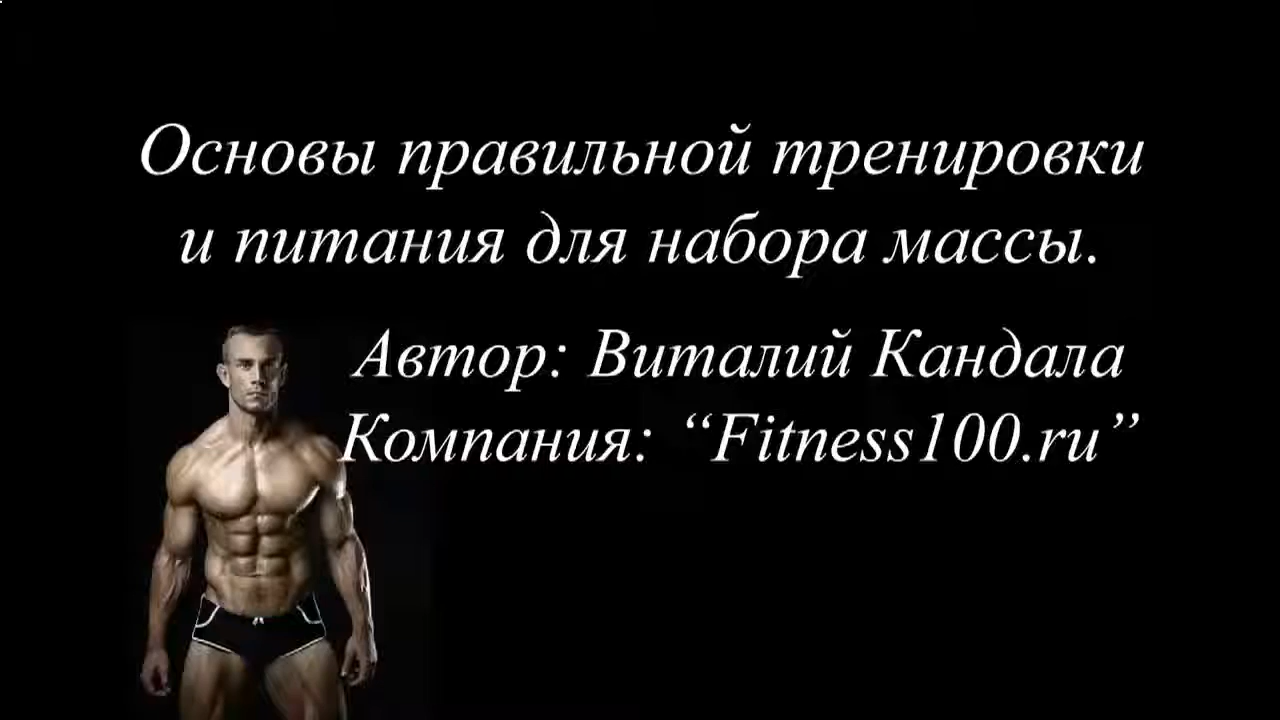 Основы правильной тренировки
и питания для набора массы.
Автор: Виталий Кандала
Компания: “Fitness100.ru”